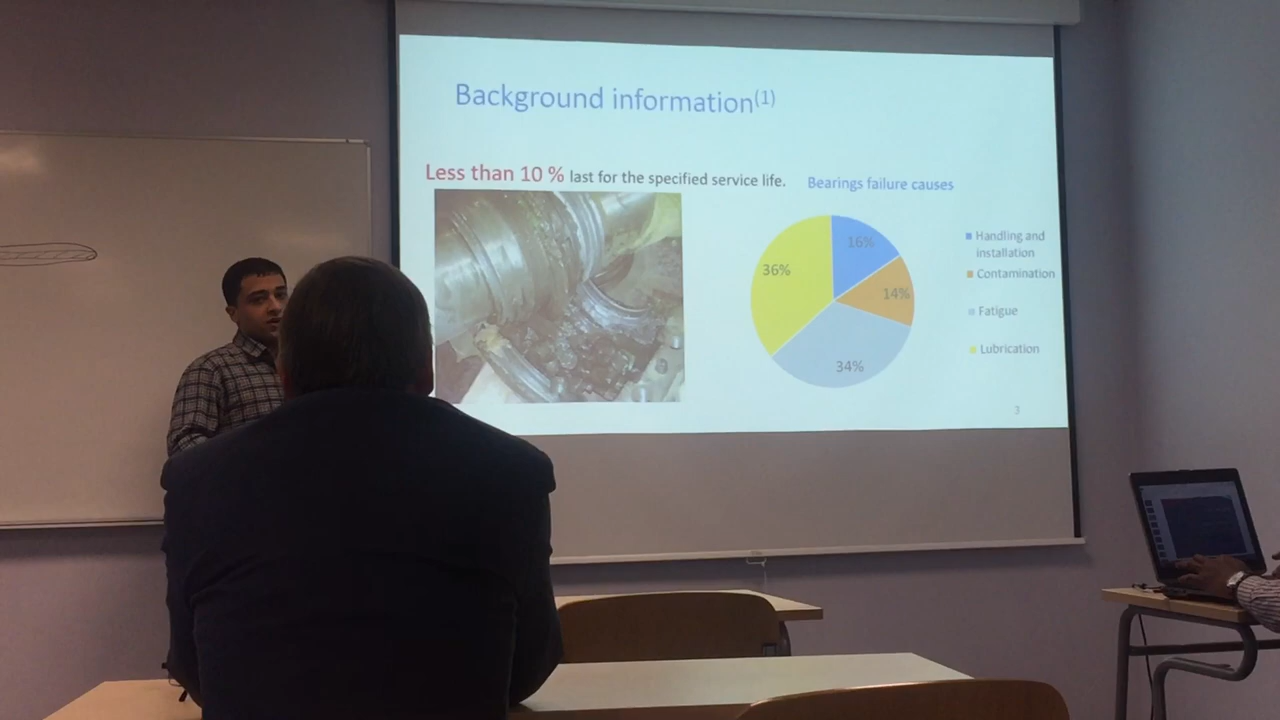 Background information(1)
Less than 10 % last for the specified service life.
Bearings failure causes
16%
14%
34%
36%
Handling and
installation
Contamination
Fatigue
Lubrication
3